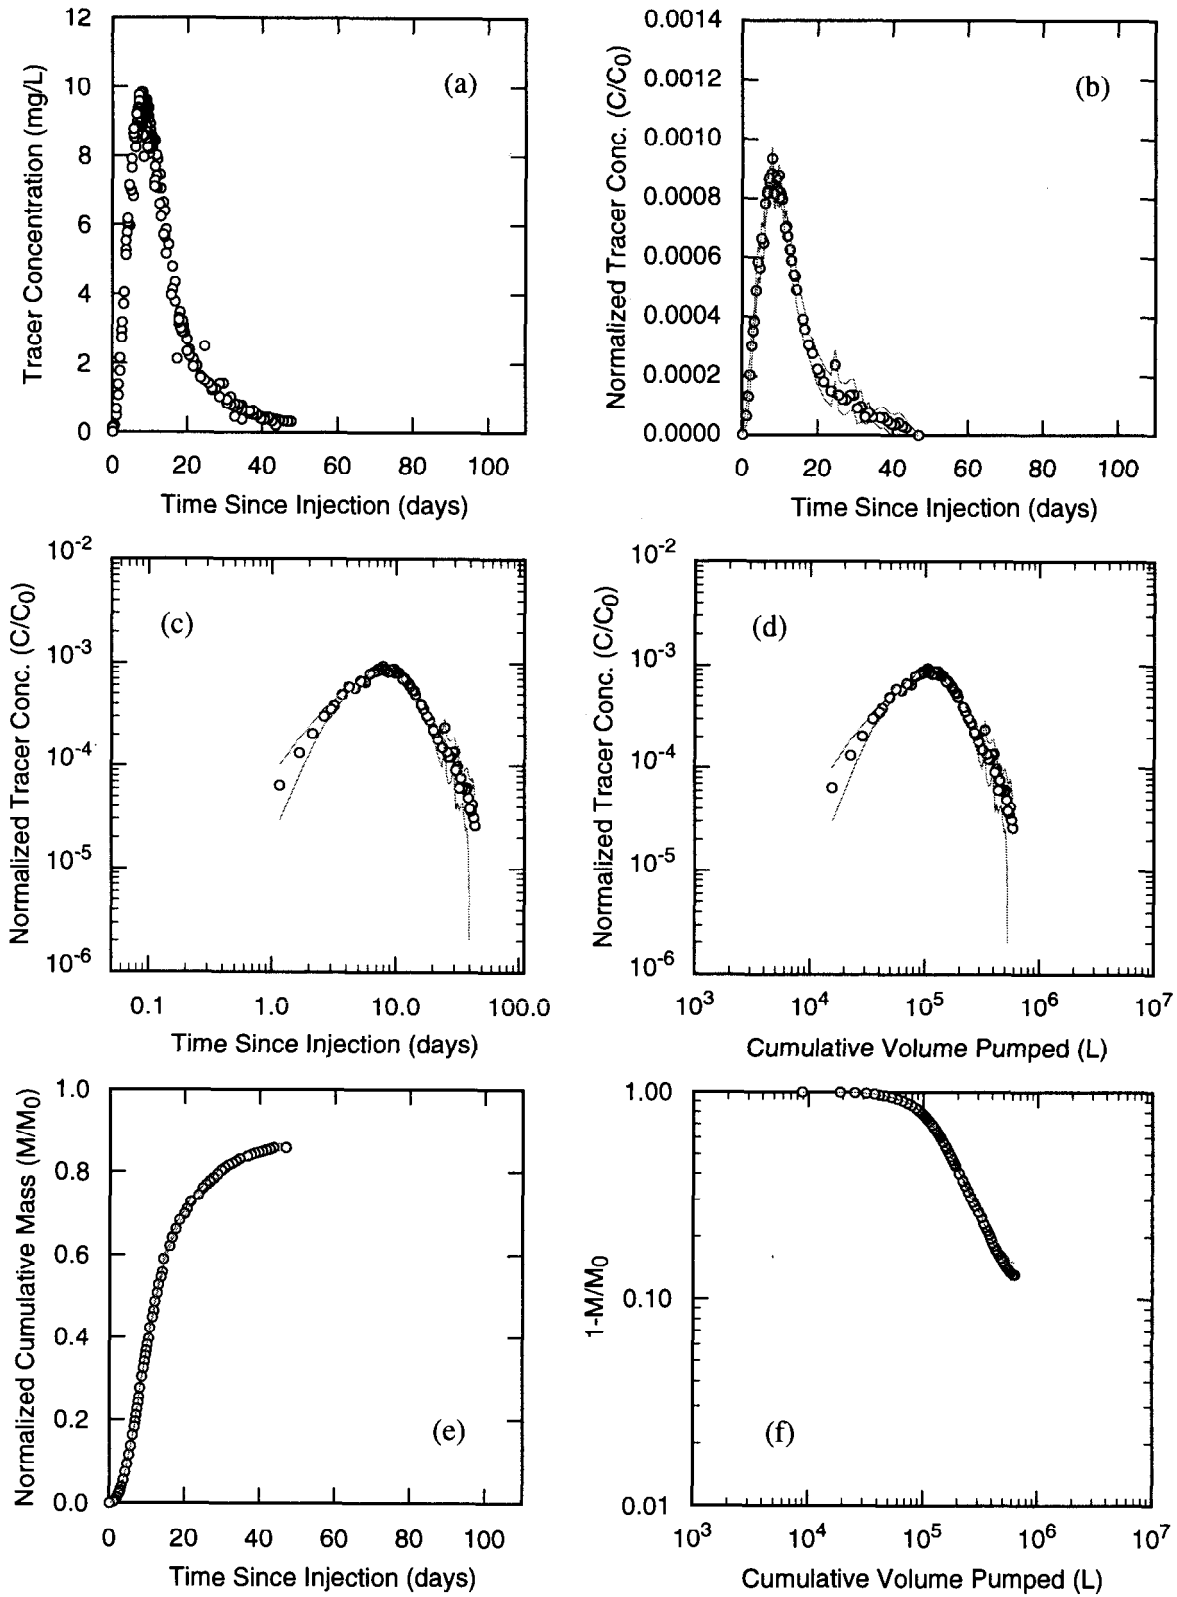 12
10
8
6
4
2
0
Tracer Concentration (mg/L)
(a)
0 20 40 60 80 100
Time Since Injection (days)
0.0014
0.0012
0.0010
0.0008
0.0006
0.0004
0.0002
0.0000
Normalized Tracer Conc. (C/C0)
(b)
0 20 40 60 80 100
Time Since Injection (days)
10-2
10-3
10-4
10-5
10-6
Normalized Tracer Conc. (C/C0)
(c)
0.1 1.0 10.0 100.0
Time Since Injection (days)
10-2
10-3
10-4
10-5
10-6
Normalized Tracer Conc. (C/C0)
(d)
103 104 105 106 107
Cumulative Volume Pumped (L)
1.0
0.8
0.6
0.4
0.2
0.0
Normalized Cumulative Mass (M/M0)
(e)
0 20 40 60 80 100
Time Since Injection (days)
1.00
0.10
0.01
1-M/M0
(f)
103 104 105 106 107
Cumulative Volume Pumped (L)